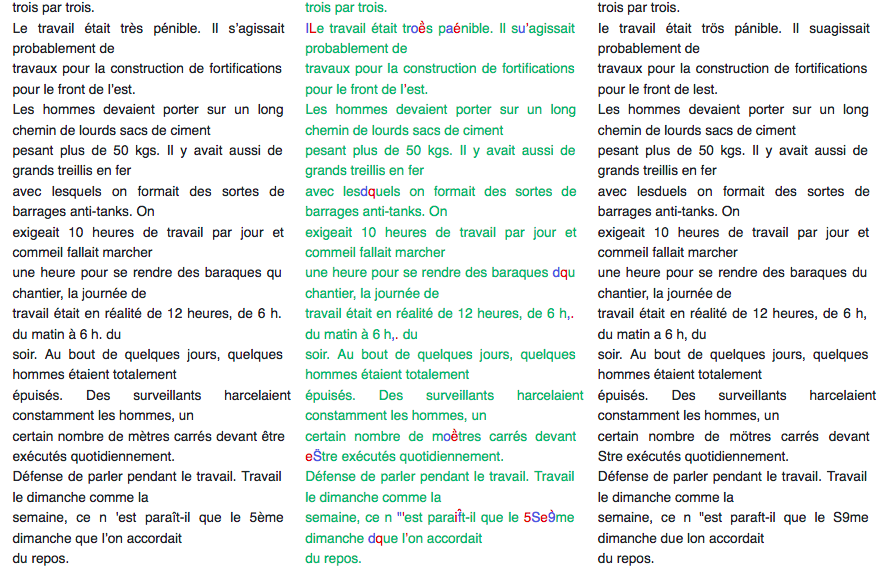 trois par trois.
Le travail était très pénible. Il s'agissait
probablement de
travaux pour la construction de fortifications
pour le front de l'est.
Les hommes devaient porter sur un long
chemin de lourds sacs de ciment
pesant plus de 50 kgs. Il y avait aussi de
grands treillis en fer
avec lesquels on formait des sortes de
barrages anti-tanks. On
exigeait 10 heures de travail par jour et
commeil fallait marcher
une heure pour se rendre des baraques qu
chantier, la journée de
travail était en réalité de 12 heures, de 6 h.
du matin à 6 h. du
soir. Au bout de quelques jours, quelques
hommes étaient totalement
épuisés. Des surveillants harcelaient
constamment les hommes, un
certain nombre de mètres carrés devant être
exécutés quotidiennement.
Défense de parler pendant le travail. Travail
le dimanche comme la
semaine, ce n 'est paraît-il que le 5ème
dimanche que l'on accordait
du repos.
trois par trois.
lLe travail était troès paénible. Il su'agissait
probablement de
travaux pour la construction de fortifications
pour le front de l'est.
Les hommes devaient porter sur un long
chemin de lourds sacs de ciment
pesant plus de 50 kgs. Il y avait aussi de
grands treillis en fer
avec lesdquels on formait des sortes de
barrages anti-tanks. On
exigeait 10 heures de travail par jour et
commeil fallait marcher
une heure pour se rendre des baraques dqu
chantier, la journée de
travail était en réalité de 12 heures, de 6 h,.
du matin à 6 h,. du
soir. Au bout de quelques jours, quelques
hommes étaient totalement
épuisés. Des surveillants harcelaient
constamment les hommes, un
certain nombre de moètres carrés devant
eŜtre exécutés quotidiennement.
Défense de parler pendant le travail. Travail
le dimanche comme la
semaine, ce n "'est paraif̂t-il que le 5Se9̀me
dimanche dque l'on accordait
du repos.
trois par trois.
le travail était trös pánible. Il suagissait
probablement de
travaux pour la construction de fortifications
pour le front de lest.
Les hommes devaient porter sur un long
chemin de lourds sacs de ciment
pesant plus de 50 kgs. Il y avait aussi de
grands treillis en fer
avec lesduels on formait des sortes de
barrages anti-tanks. On
exigeait 10 heures de travail par jour et
commeil fallait marcher
une heure pour se rendre des baraques du
chantier, la journée de
travail était en réalité de 12 heures, de 6 h,
du matin a 6 h, du
soir. Au bout de quelques jours, quelques
hommes étaient totalement
épuisés. Des surveillants harcelaient
constamment les hommes, un
certain nombre de mötres carrés devant
Stre exécutés quotidiennement.
Défense de parler pendant le travail. Travail
le dimanche comme la
semaine, ce n "est paraft-il que le S9me
dimanche due lon accordait
du repos.